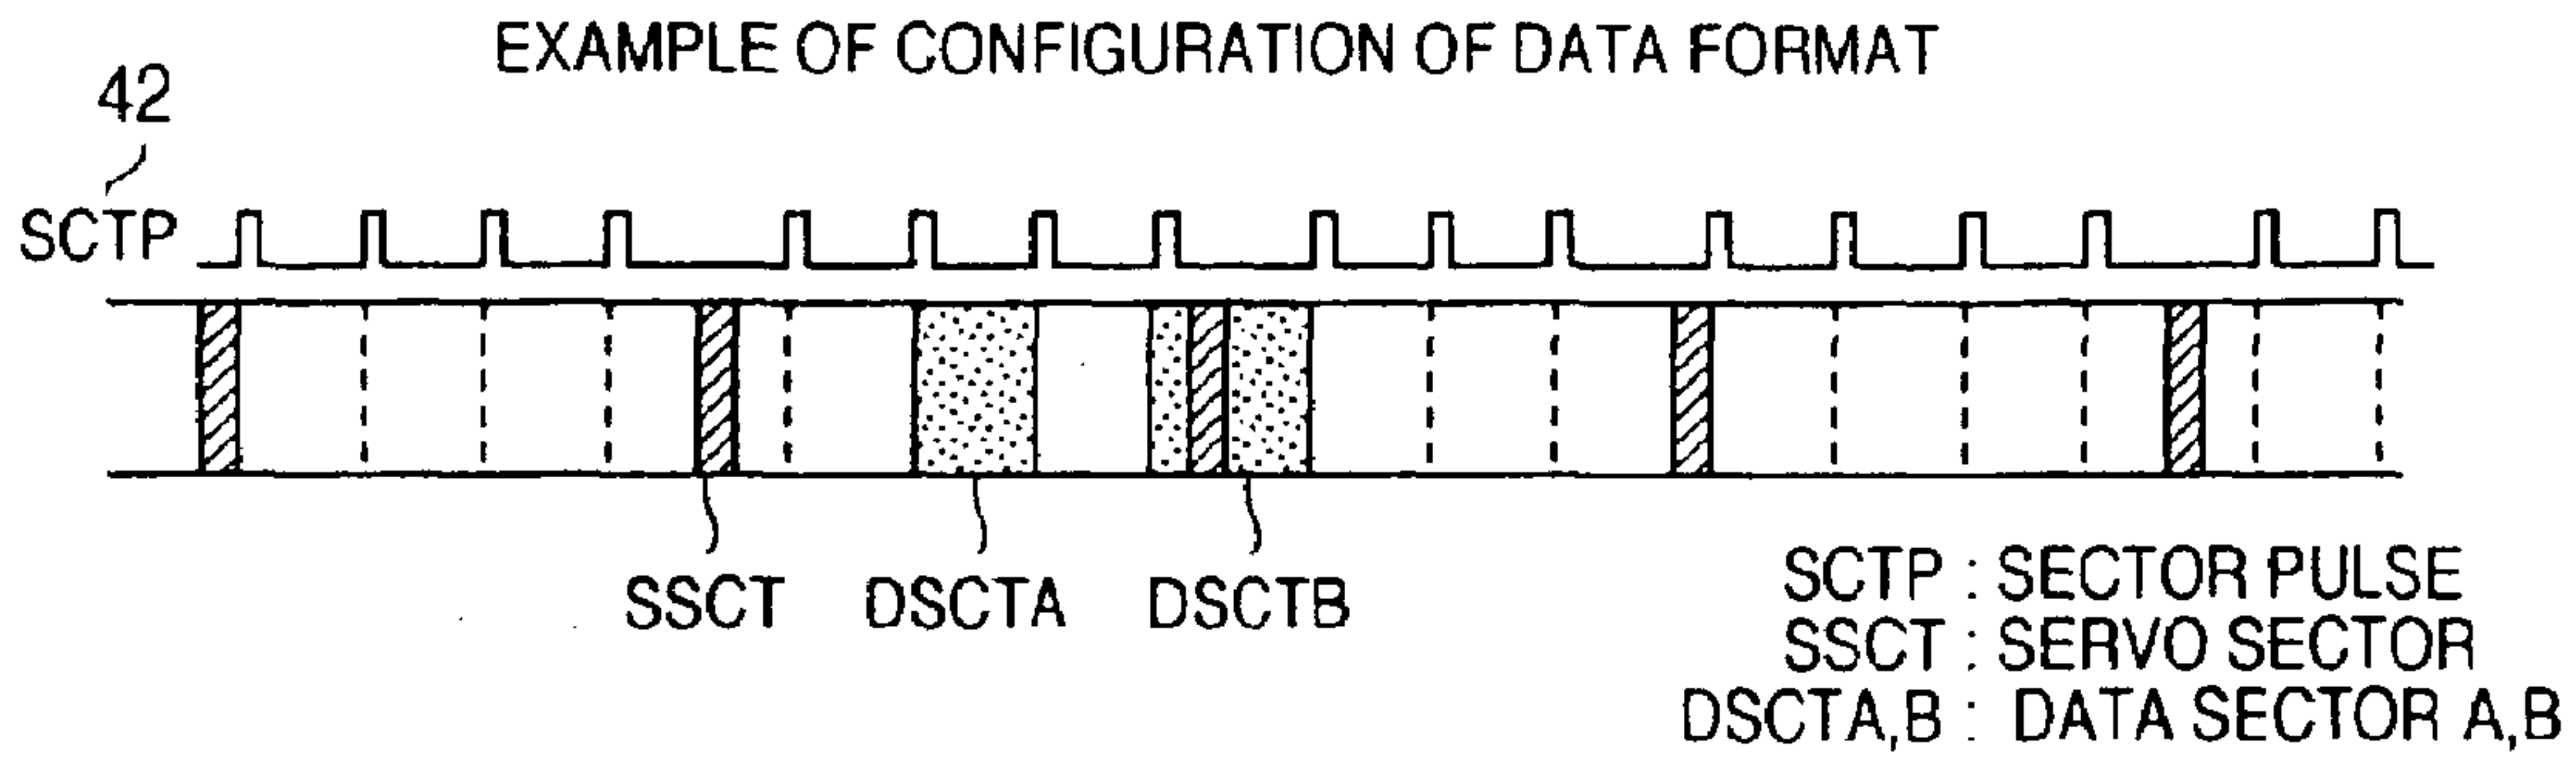 EXAMPLE OF CONFIGURATION OF DATA FORMAT
42
SCTP
SSCT
DSCTA
DSCTB
SCTP : SECTOR PULSE
SSCT : SERVO SECTOR
DSCTA,B : DATA SECTOR A,B